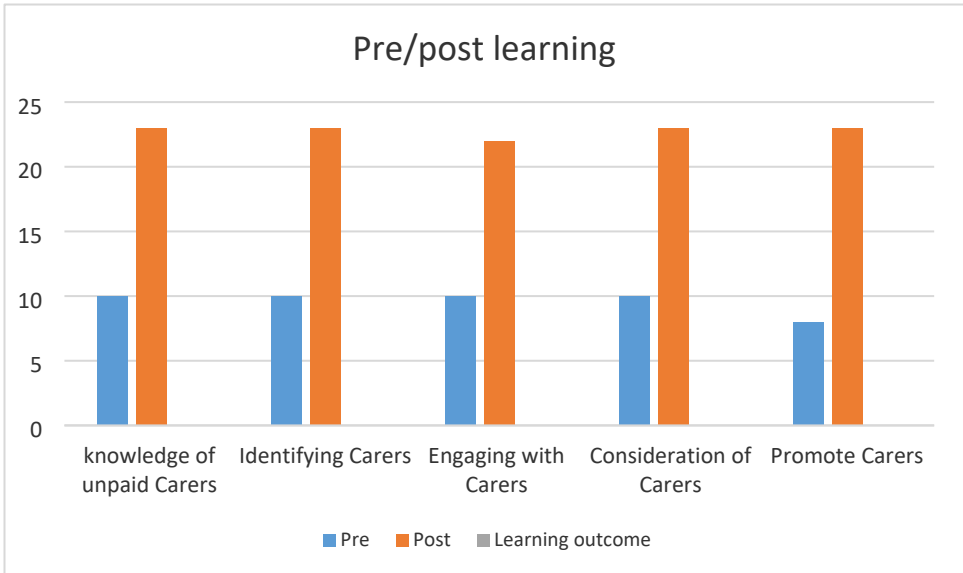 Pre/post learning
25
20
15
10
5
0
knowledge of unpaid Carers
Identifying Carers
Engaging with Carers
Consideration of Carers
Promote Carers
Pre
Post
Learning outcome